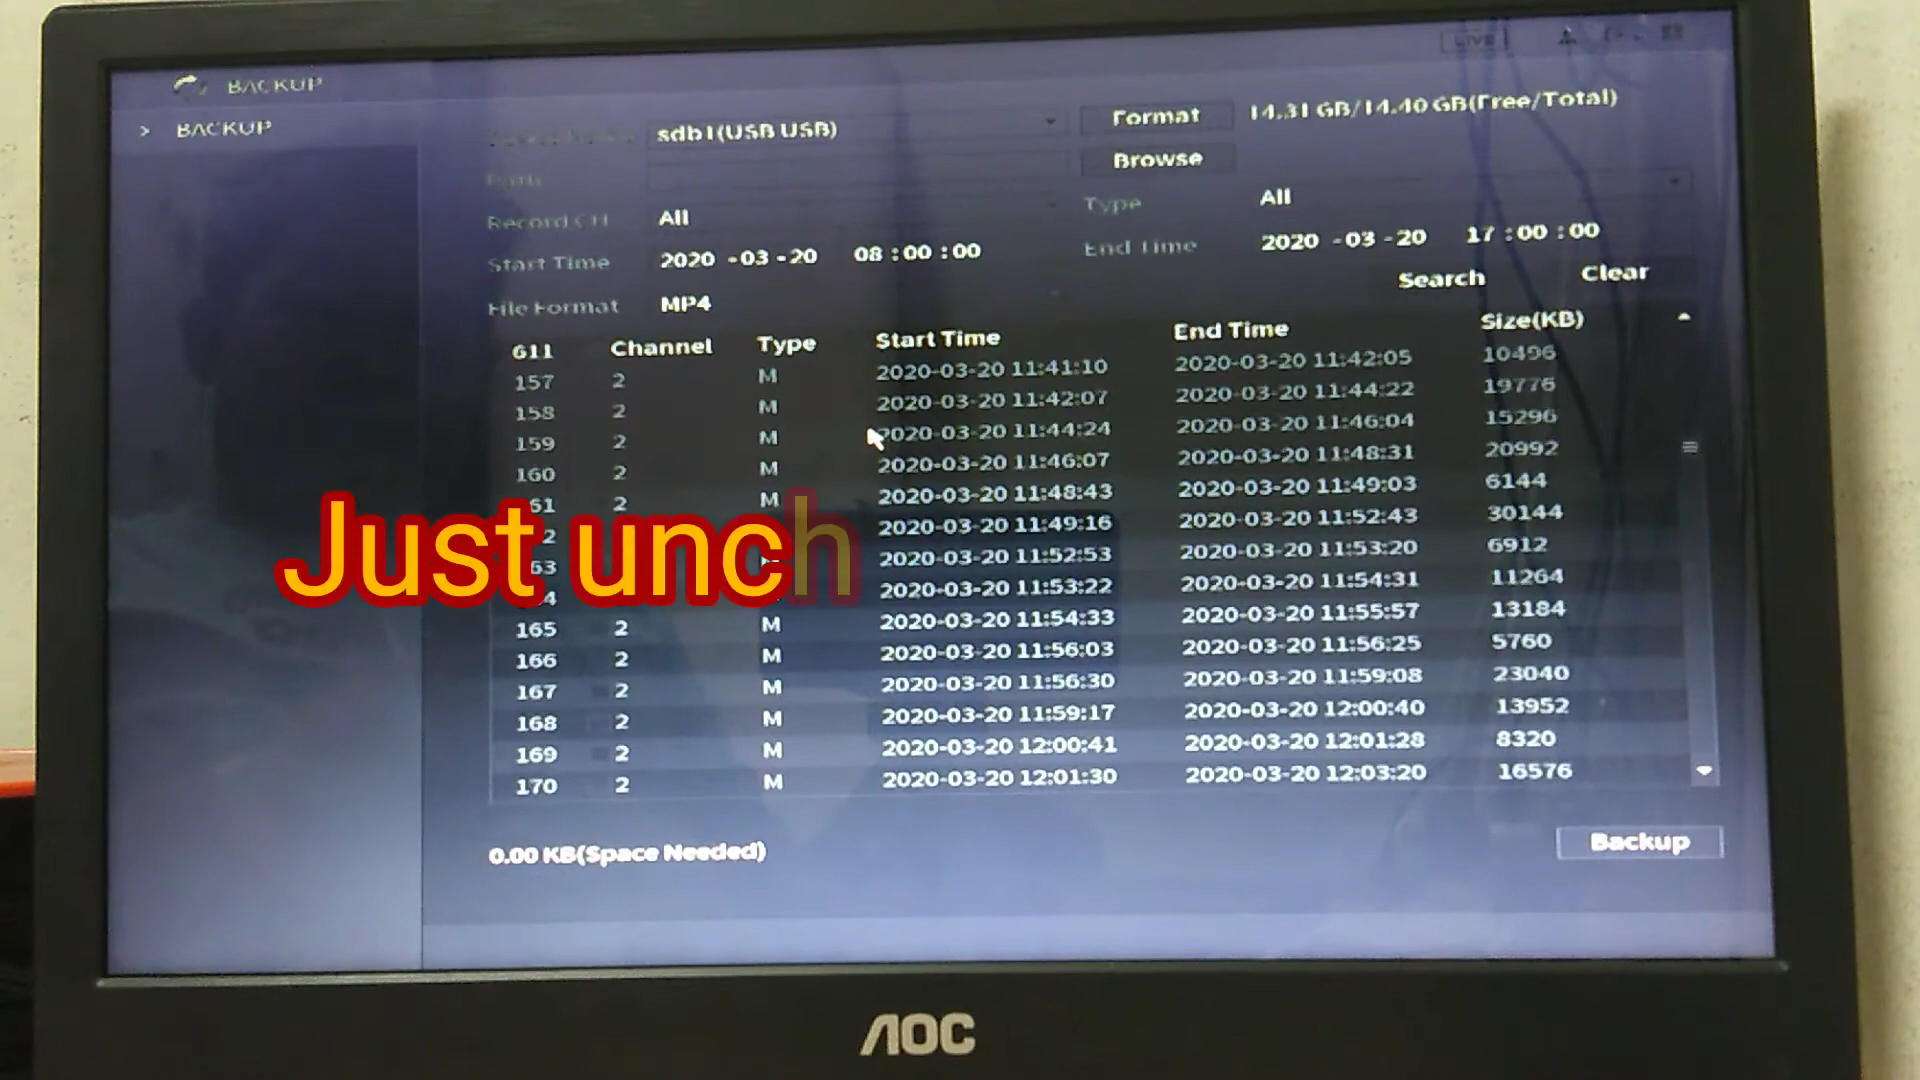 BACKUP
LIVE
> BACKUP
sdb1(USB USB)
Format
14.31 GB/14.40 GB(Free/Total)
Path
Browse
Record CH
All
Type
All
Start Time
2020 -03 -20 08 :00 :00
End Time
2020 -03 -20 17 :00 :00
Search
Clear
File Format
MP4
611 Channel Type Start Time End Time Size(KB)
157 2 M 2020-03-20 11:41:10 2020-03-20 11:42:05 10496
158 2 M 2020-03-20 11:42:07 2020-03-20 11:44:22 19776
159 2 M 2020-03-20 11:44:24 2020-03-20 11:46:04 15296
160 2 M 2020-03-20 11:46:07 2020-03-20 11:48:31 20992
61 2 M 2020-03-20 11:48:43 2020-03-20 11:49:03 6144
2 2020-03-20 11:49:16 2020-03-20 11:52:43 30144
63 2020-03-20 11:52:53 2020-03-20 11:53:20 6912
4 2020-03-20 11:53:22 2020-03-20 11:54:31 11264
Just unch
165 2 M 2020-03-20 11:54:33 2020-03-20 11:55:57 13184
166 2 M 2020-03-20 11:56:03 2020-03-20 11:56:25 5760
167 2 M 2020-03-20 11:56:30 2020-03-20 11:59:08 23040
168 2 M 2020-03-20 11:59:17 2020-03-20 12:00:40 13952
169 2 M 2020-03-20 12:00:41 2020-03-20 12:01:28 8320
170 2 M 2020-03-20 12:01:30 2020-03-20 12:03:20 16576
0.00 KB(Space Needed)
Backup
AOC